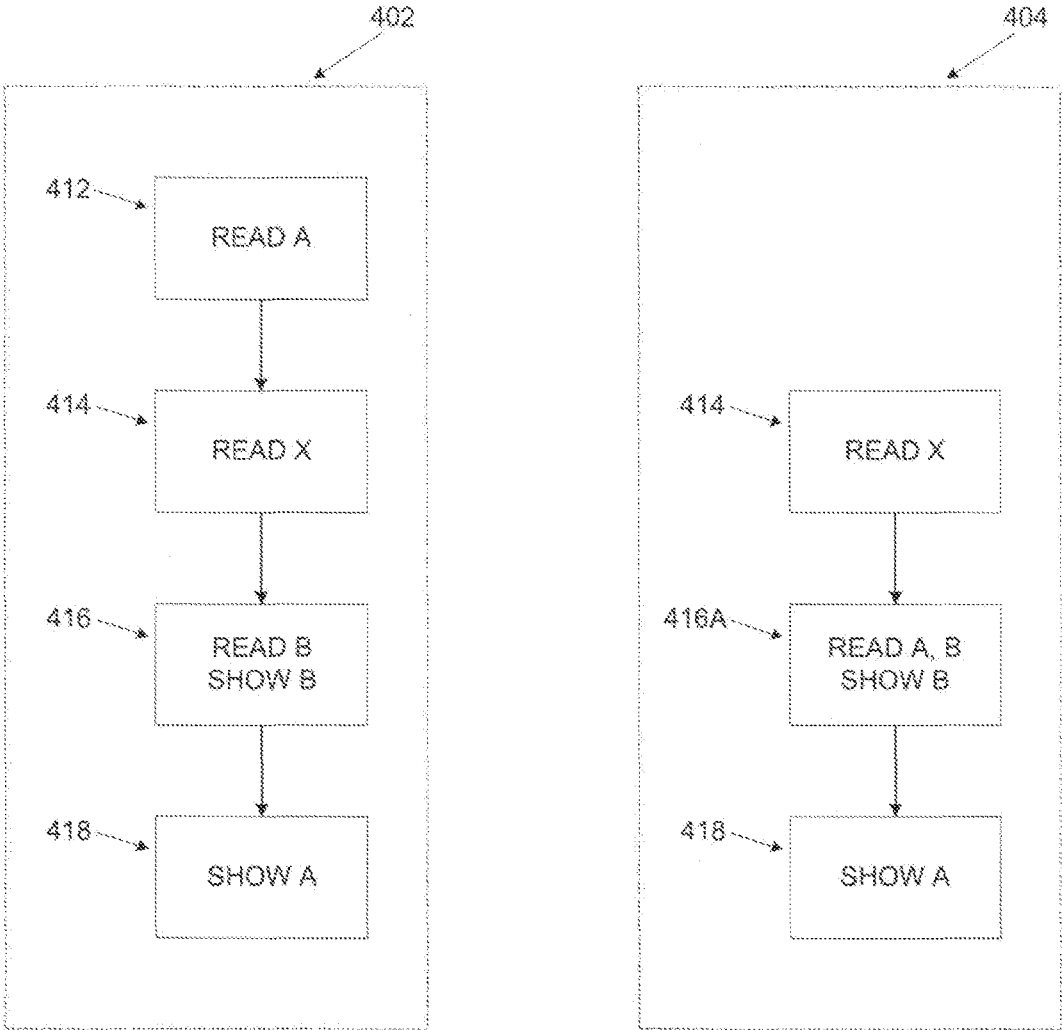 402
404
412
READ A
414
READ X
414
READ X
416
READ B
SHOW B
416A
READ A, B
SHOW B
418
SHOW A
418
SHOW A